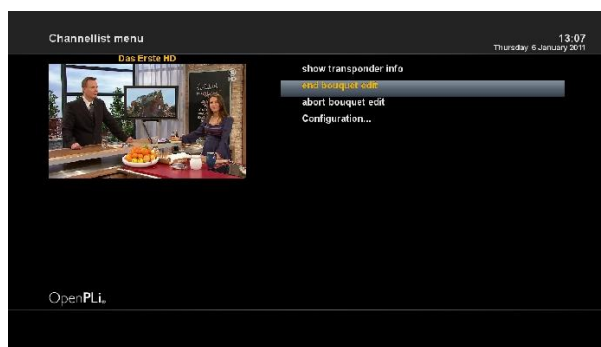 Channellist menu
13:07
Thursday 6 January 2011
Das Erste HD
show transponder info
end bouquet edit
abort bouquet edit
Configuration...
OpenPLi